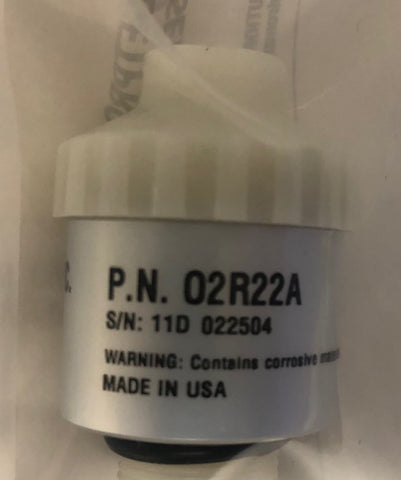 C.
P.N. O2R22A
S/N: 11D 022504
WARNING: Contains corrosive
MADE IN USA